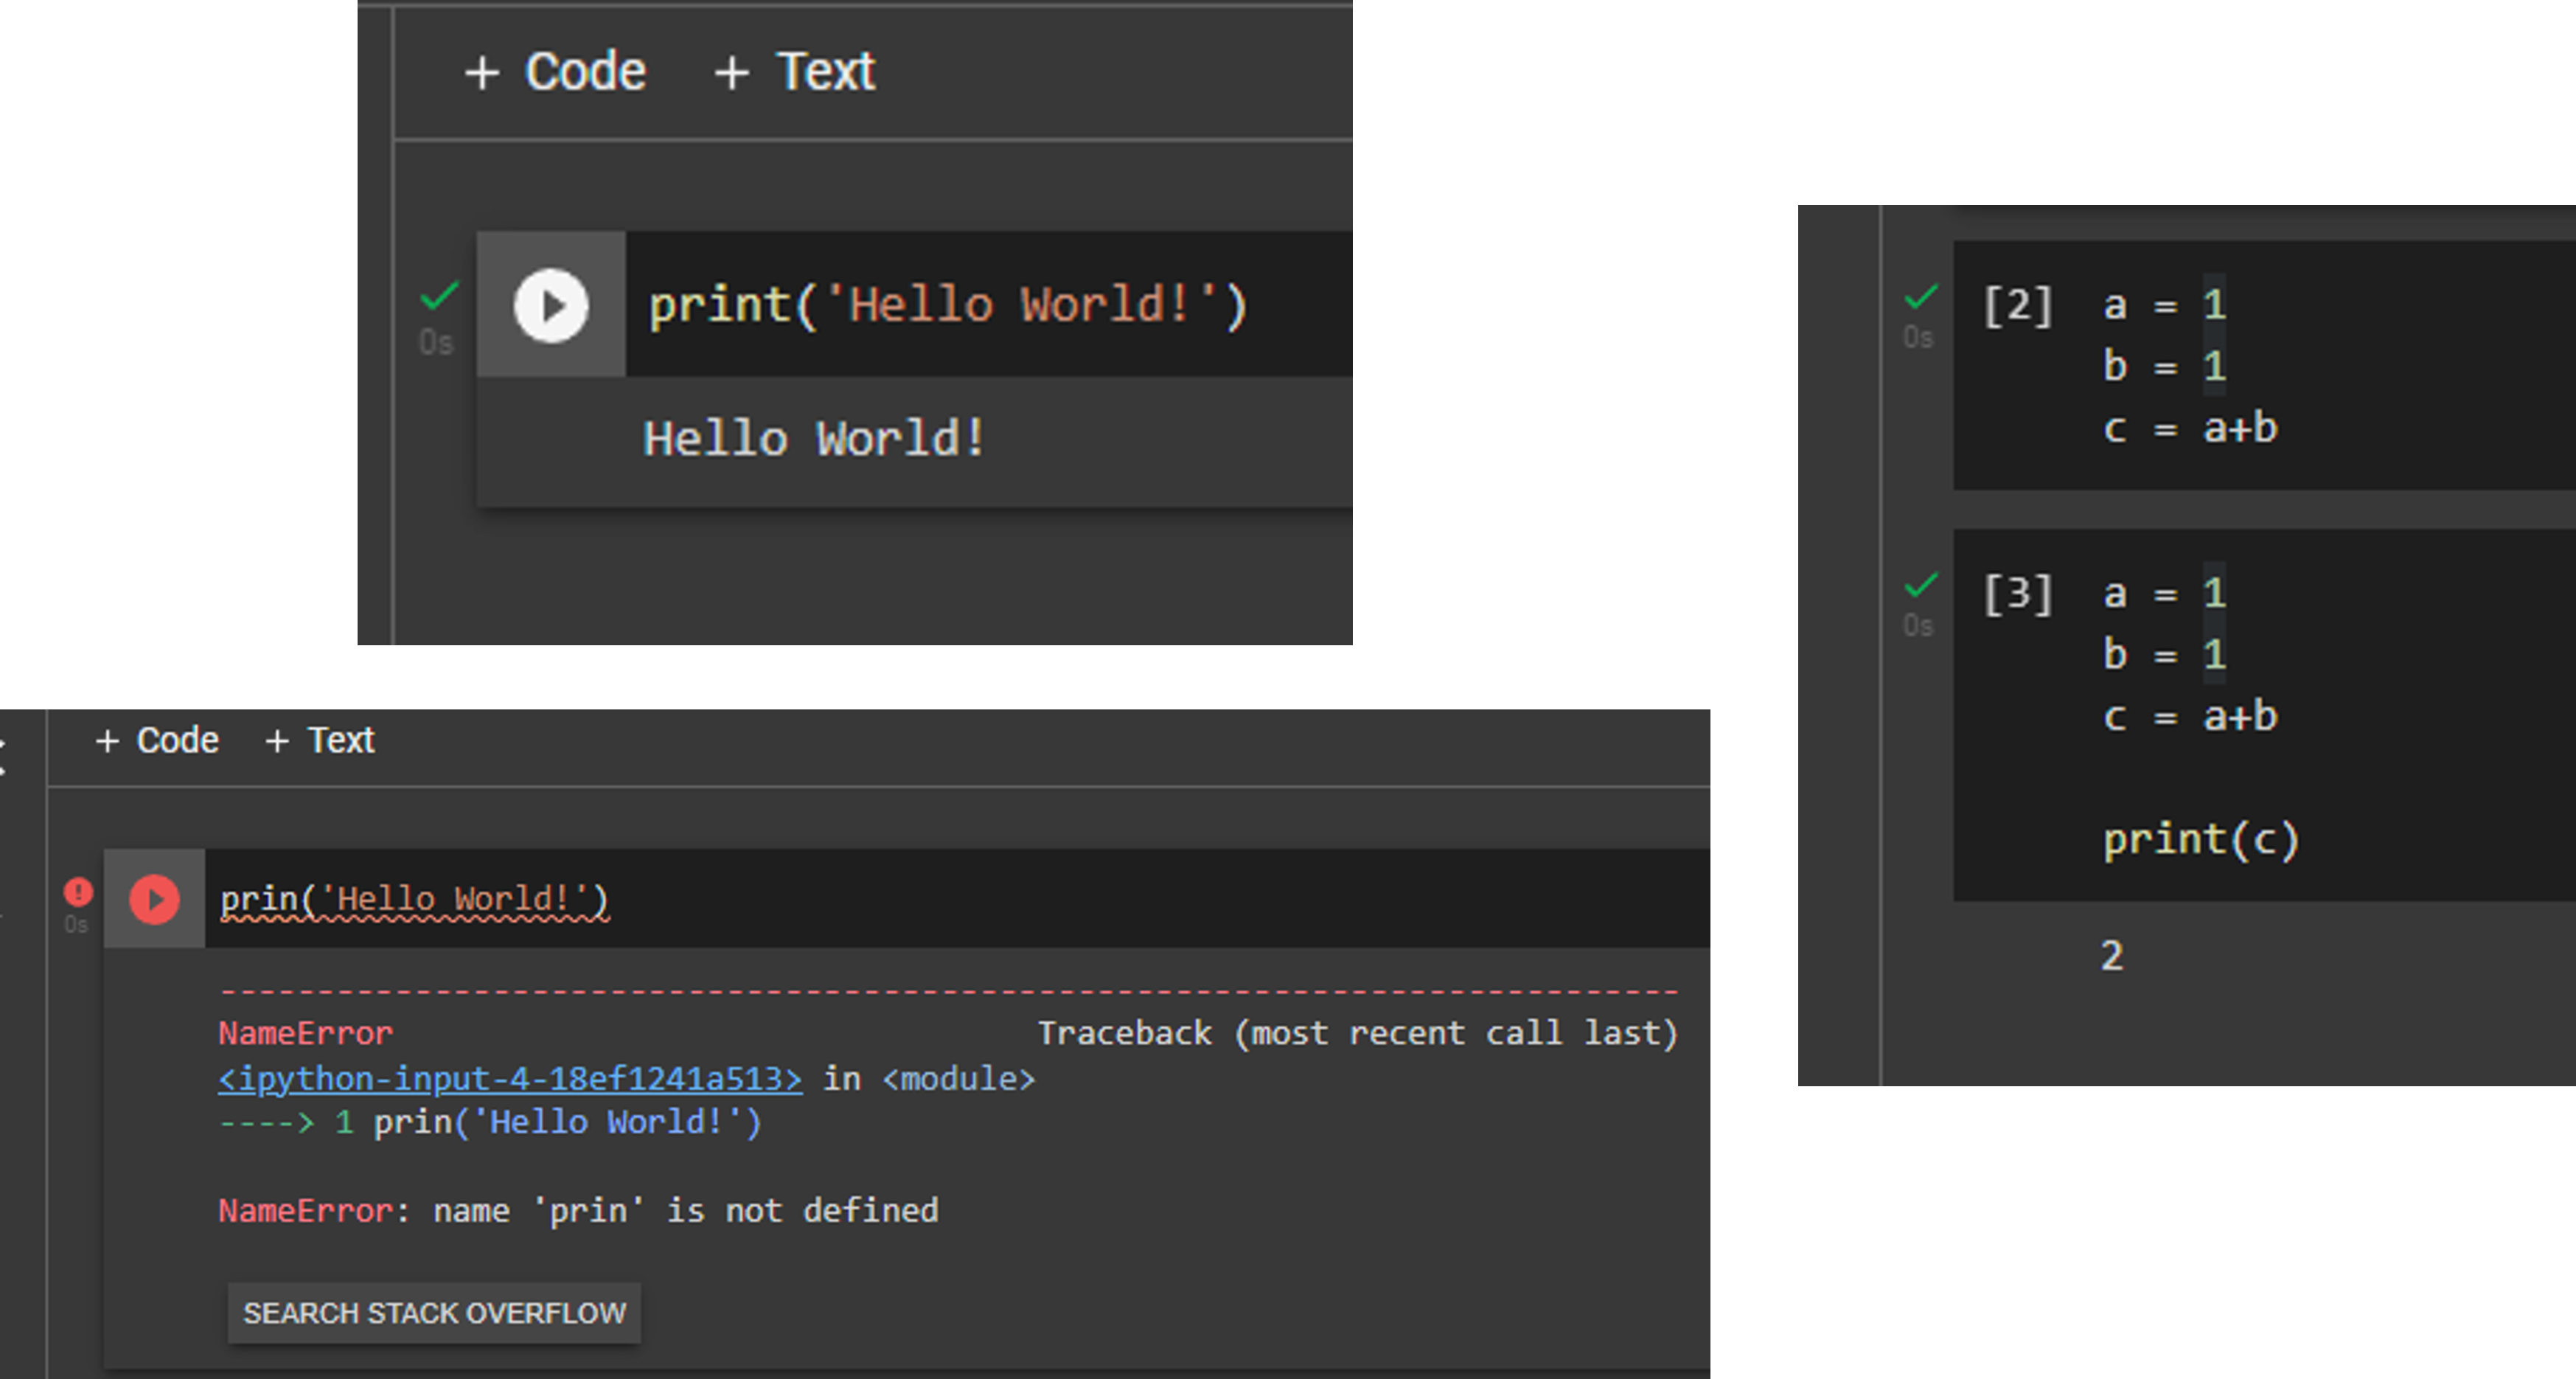 + Code + Text
0s
print('Hello World!')
Hello World!
[2] a = 1
0s
b = 1
c = a+b
[3] a = 1
0s
b = 1
c = a+b
print(c)
2
+ Code + Text
prin('Hello World!')
0s
---------------------------------------------------------------------------
NameError Traceback (most recent call last)
<ipython-input-4-18ef1241a513> in <module>
----> 1 prin('Hello World!')
NameError: name 'prin' is not defined
SEARCH STACK OVERFLOW